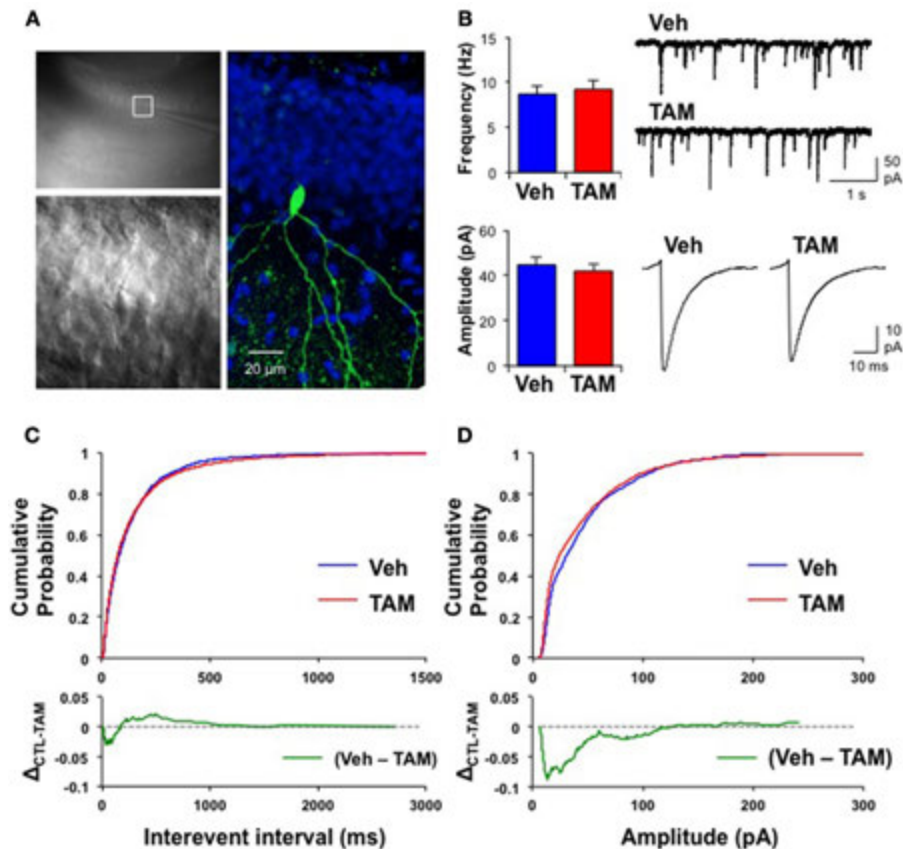 A
20 µm
B
Frequency (Hz)
15
10
5
0
Veh TAM
Veh
TAM
50
pA
1 s
Amplitude (pA)
60
40
20
0
Veh TAM
Veh TAM
10
pA
10 ms
C
Cumulative
Probability
1
0.8
0.6
0.4
0.2
0
Veh
TAM
0 500 1000 1500
ΔCTL-TAM
0.05
0
-0.05
-0.1
(Veh – TAM)
0 1000 2000 3000
Interevent interval (ms)
D
Cumulative
Probability
1
0.8
0.6
0.4
0.2
0
Veh
TAM
0 100 200 300
ΔCTL-TAM
0.05
0
-0.05
-0.1
(Veh – TAM)
0 100 200 300
Amplitude (pA)